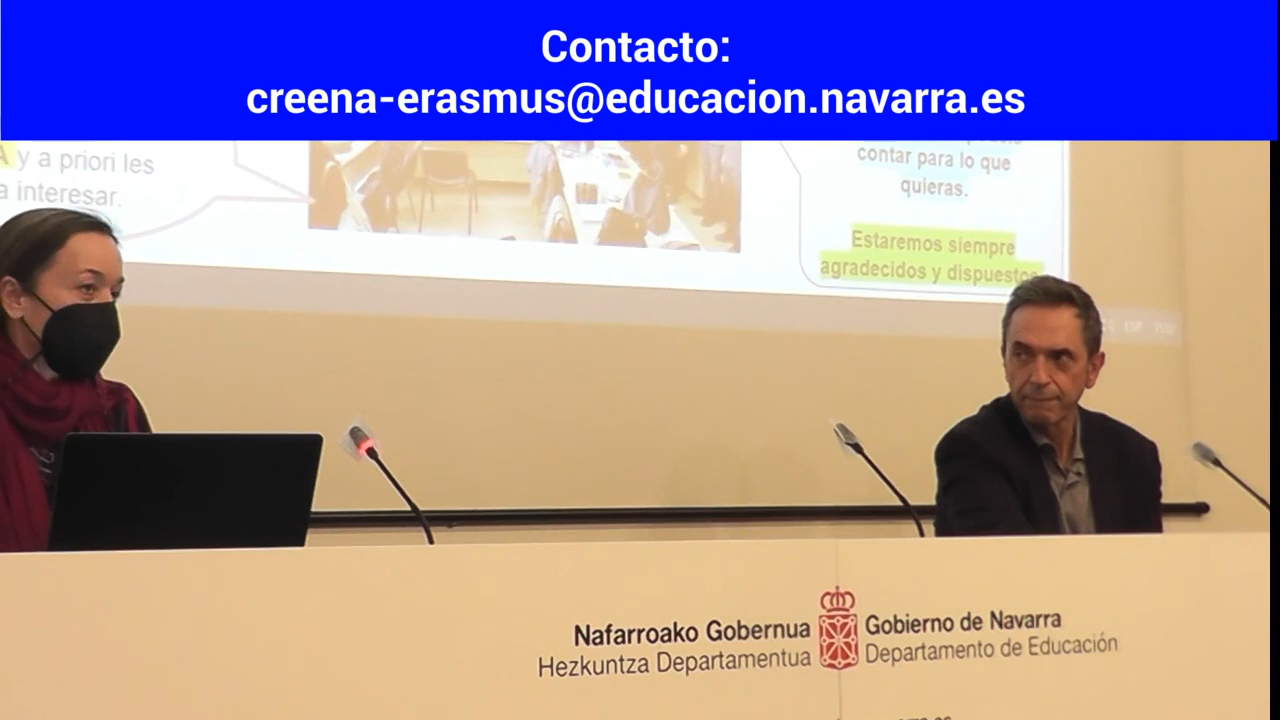 Contacto:
creena-erasmus@educacion.navarra.es
y a priori les
a interesar.
contar para lo que
quieras.
Estaremos siempre
agradecidos y dispuestos
ESP
Nafarroako Gobernua
Hezkuntza Departamentua
Gobierno de Navarra
Departamento de Educación